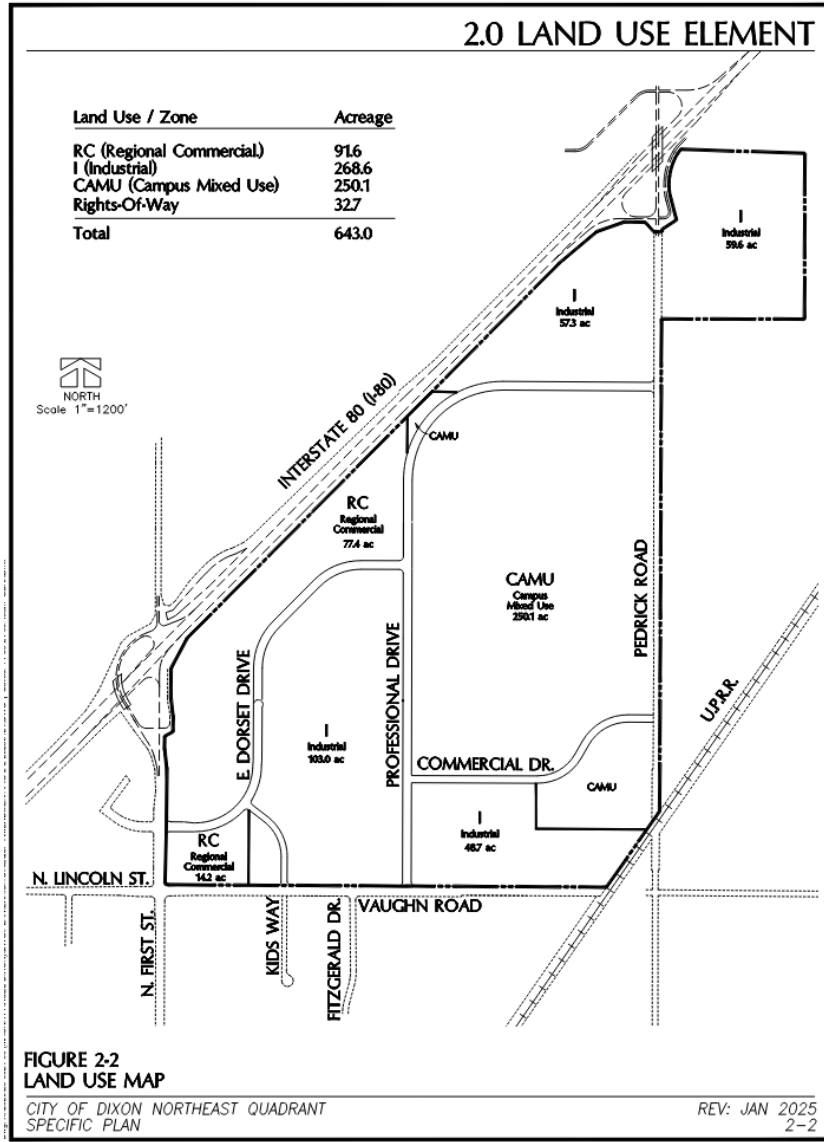 2.0 LAND USE ELEMENT
Land Use / Zone Acreage
RC (Regional Commercial.) 91.6
I (Industrial) 268.6
CAMU (Campus Mixed Use) 250.1
Rights-Of-Way 32.7
Total 643.0
I
Industrial
59.6 ac
I
Industrial
57.3 ac
NORTH
Scale 1"=1200'
INTERSTATE 80 (I-80)
CAMU
RC
Regional
Commercial
77.4 ac
CAMU
Campus
Mixed Use
250.1 ac
PEDRICK ROAD
U.P.R.R.
E. DORSET DRIVE
PROFESSIONAL DRIVE
I
Industrial
103.0 ac
COMMERCIAL DR.
CAMU
I
Industrial
48.7 ac
RC
Regional
Commercial
14.2 ac
N. LINCOLN ST.
VAUGHN ROAD
N. FIRST ST.
KIDS WAY
FITZGERALD DR.
FIGURE 2-2
LAND USE MAP
CITY OF DIXON NORTHEAST QUADRANT
SPECIFIC PLAN
REV: JAN 2025
2-2